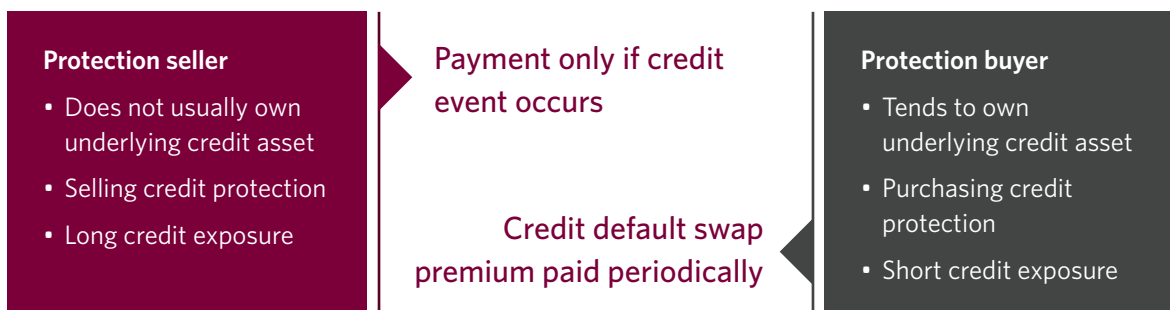 Protection seller
• Does not usually own
underlying credit asset
• Selling credit protection
• Long credit exposure
Payment only if credit
event occurs
Credit default swap
premium paid periodically
Protection buyer
• Tends to own
underlying credit asset
• Purchasing credit
protection
• Short credit exposure